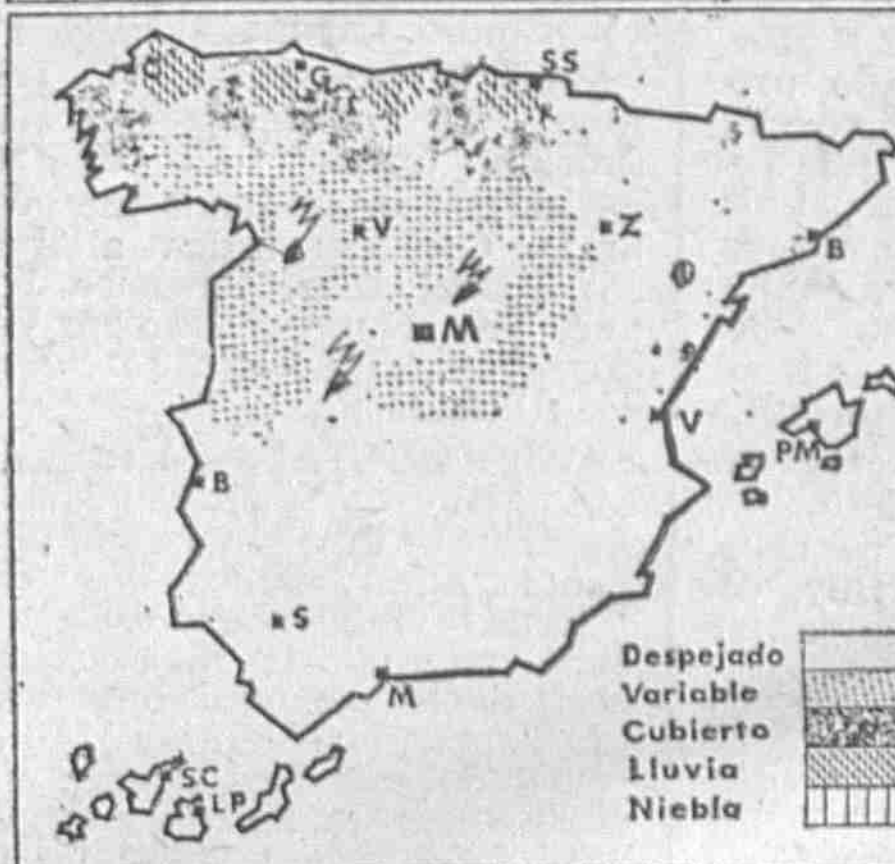 C
G
SS
V
Z
B
M
V
PM
B
S
M
SC
LP
Despejado
Variable
Cubierto
Lluvia
Niebla